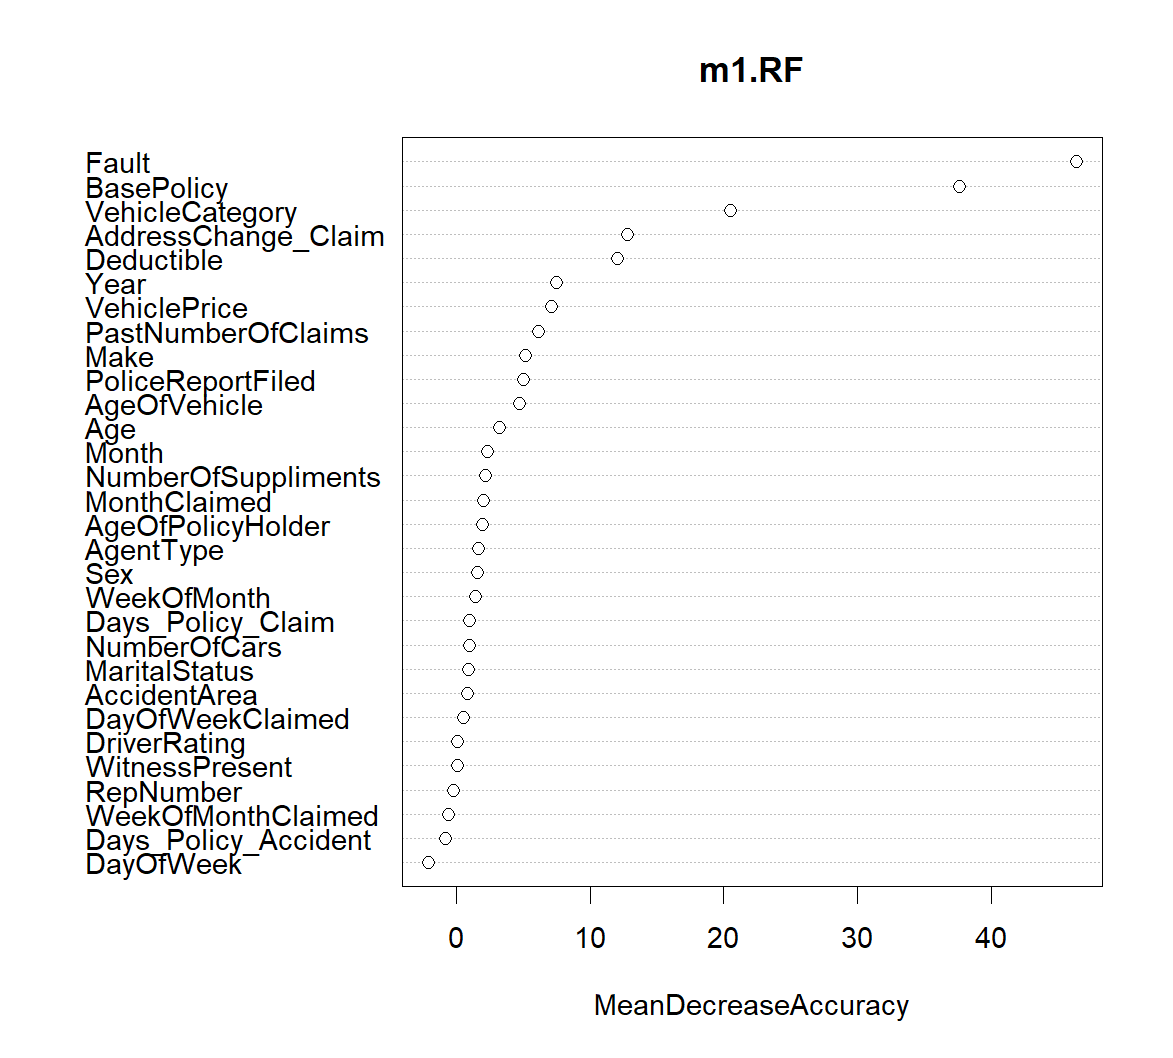 m1.RF
Fault
BasePolicy
VehicleCategory
AddressChange_Claim
Deductible
Year
VehiclePrice
PastNumberOfClaims
Make
PoliceReportFiled
AgeOfVehicle
Age
Month
NumberOfSuppliments
MonthClaimed
AgeOfPolicyHolder
AgentType
Sex
WeekOfMonth
Days_Policy_Claim
NumberOfCars
MaritalStatus
AccidentArea
DayOfWeekClaimed
DriverRating
WitnessPresent
RepNumber
WeekOfMonthClaimed
Days_Policy_Accident
DayOfWeek
0 10 20 30 40
MeanDecreaseAccuracy